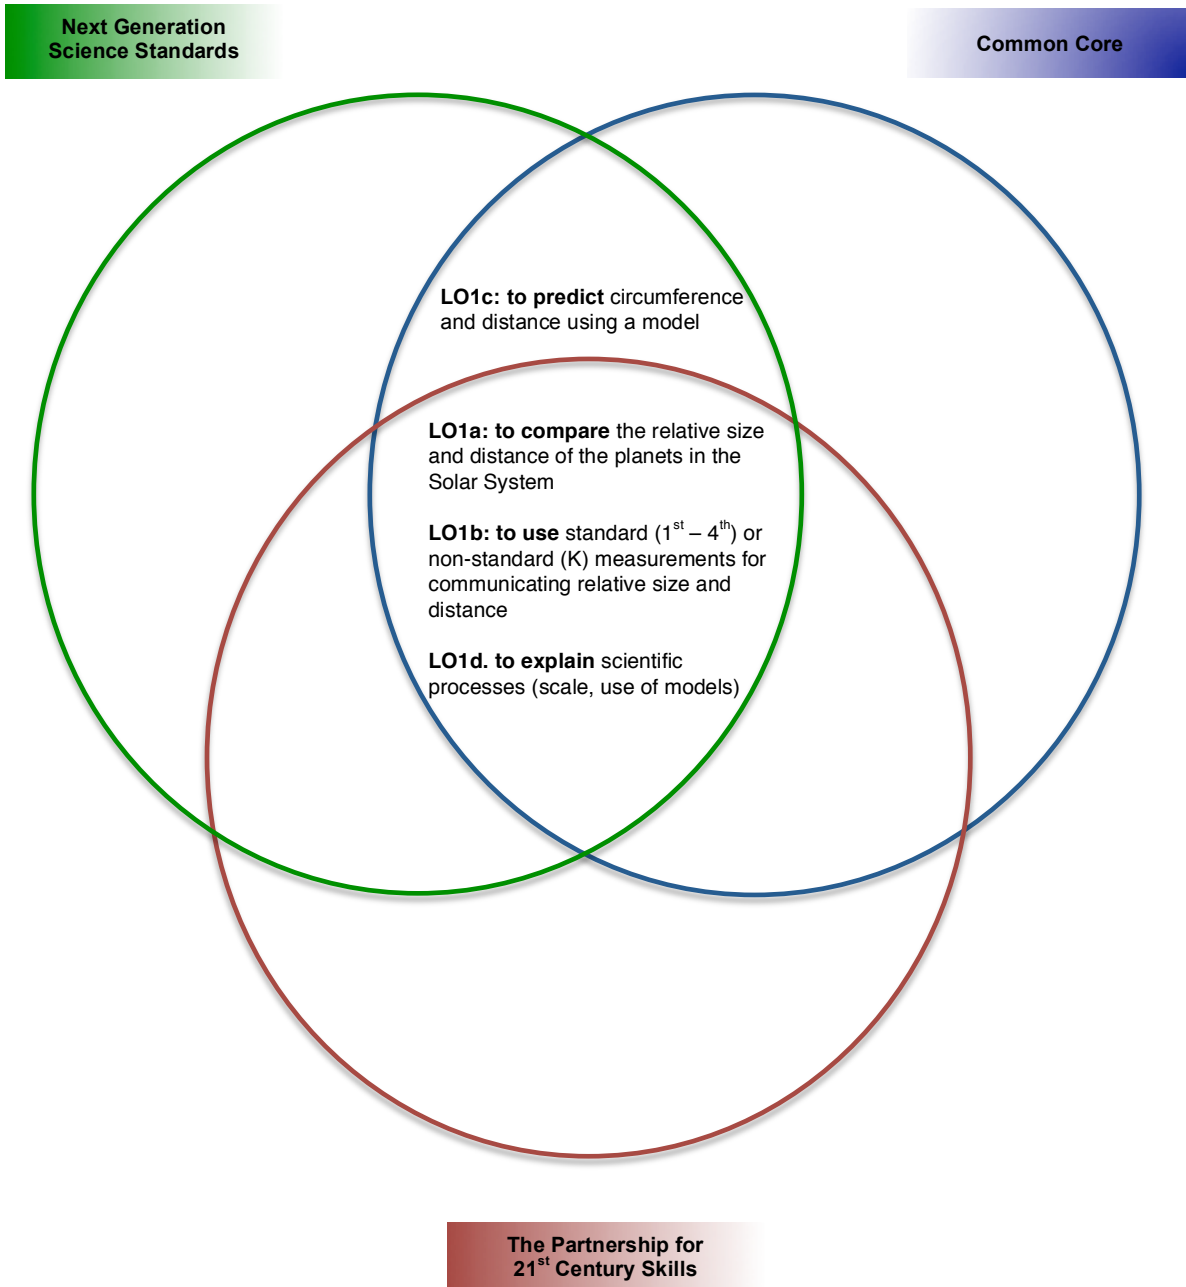 Next Generation
Science Standards
Common Core
LO1c: to predict circumference
and distance using a model
LO1a: to compare the relative size
and distance of the planets in the
Solar System
LO1b: to use standard (1st – 4th) or
non-standard (K) measurements for
communicating relative size and
distance
LO1d. to explain scientific
processes (scale, use of models)
The Partnership for
21st Century Skills